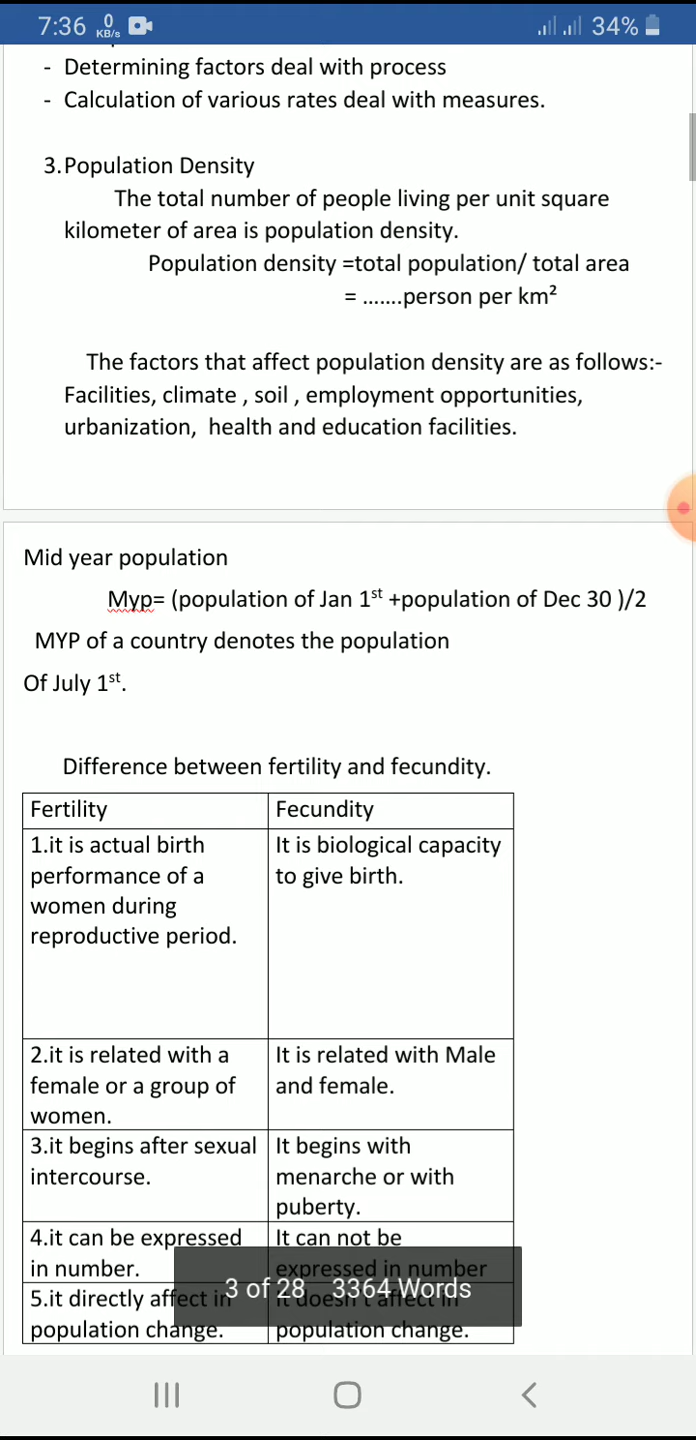 7:36 0 KB/s 34%
- Determining factors deal with process
- Calculation of various rates deal with measures.
3.Population Density
The total number of people living per unit square
kilometer of area is population density.
Population density =total population/ total area
= .......person per km²
The factors that affect population density are as follows:-
Facilities, climate , soil , employment opportunities,
urbanization, health and education facilities.
Mid year population
Myp= (population of Jan 1st +population of Dec 30 )/2
MYP of a country denotes the population
Of July 1st.
Difference between fertility and fecundity.
Fertility
Fecundity
1.it is actual birth
performance of a
women during
reproductive period.
It is biological capacity
to give birth.
2.it is related with a
female or a group of
women.
It is related with Male
and female.
3.it begins after sexual
intercourse.
It begins with
menarche or with
puberty.
4.it can be expressed
in number.
It can not be
expressed in number
5.it directly affect in
population change.
it doesn't affect in
population change.
3 of 28 3364 Words